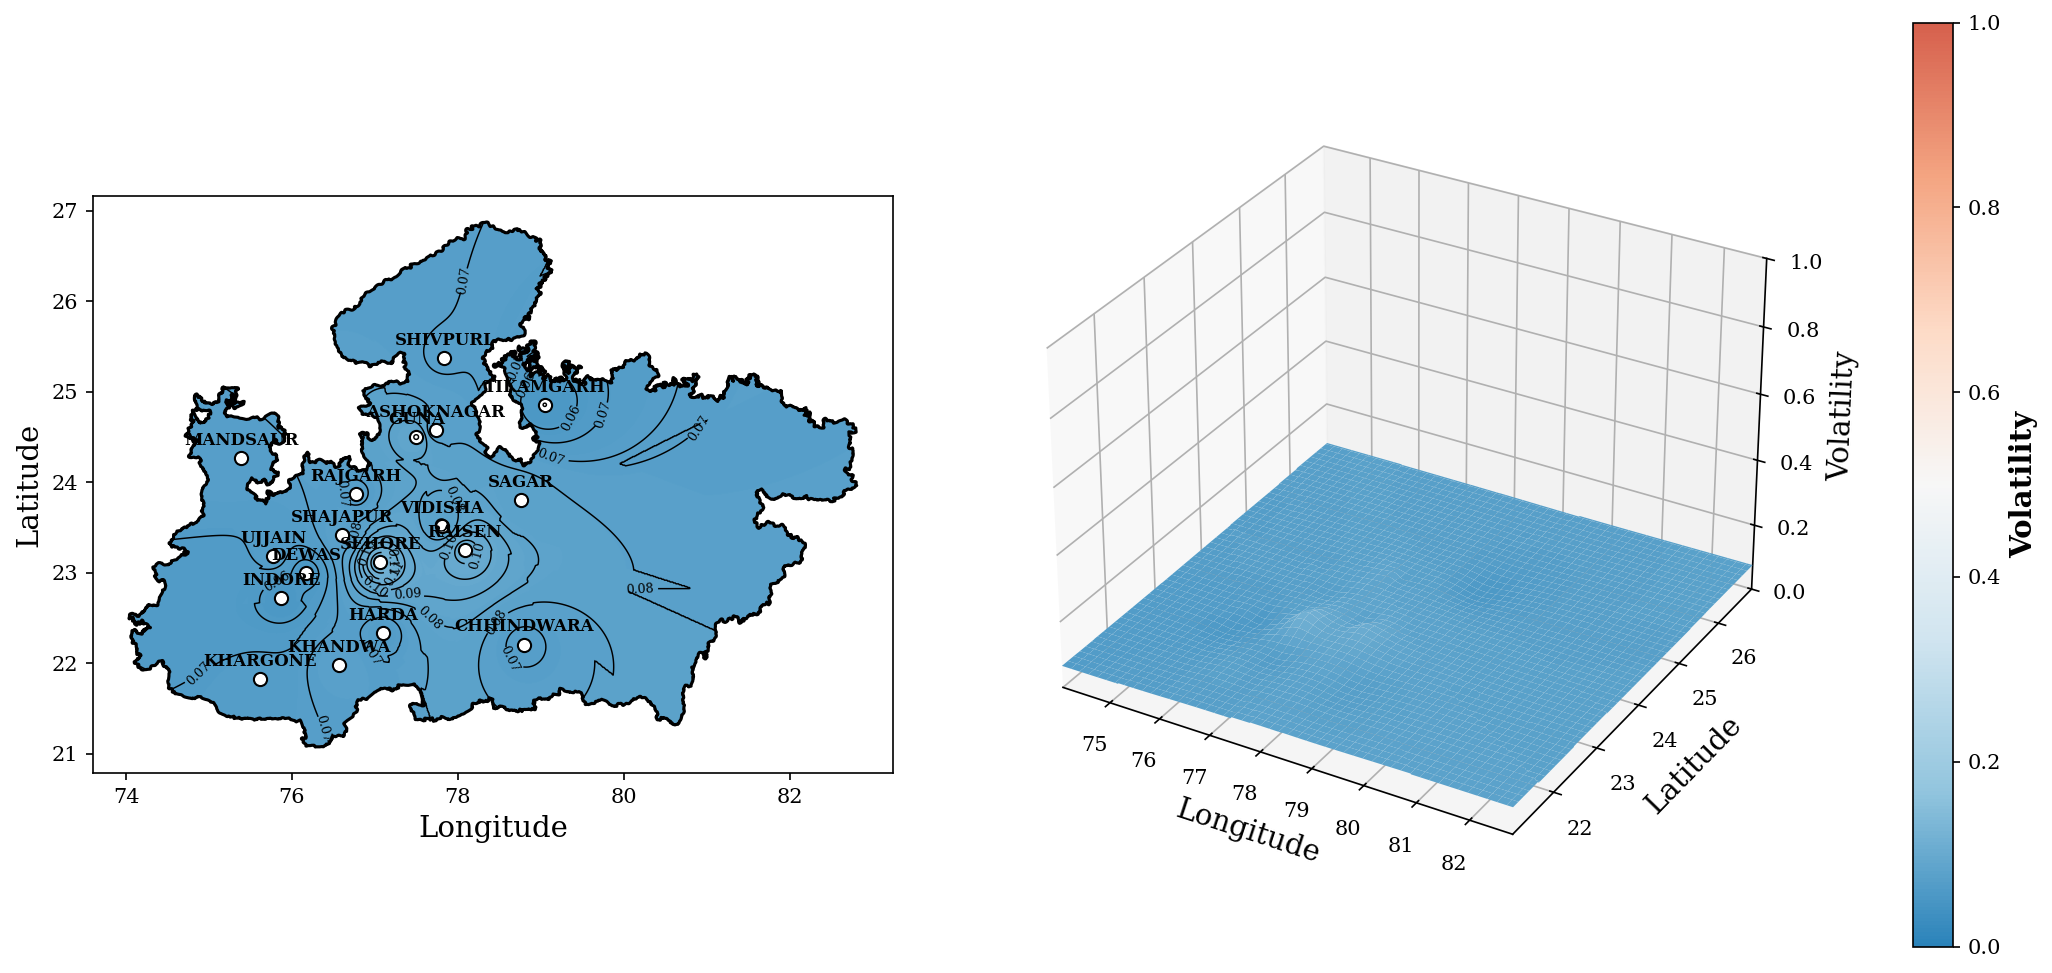 27
26
25
24
23
22
21
74
76
78
80
82
Latitude
Longitude
0.07
SHIVPURI
TIKAMGARH
0.06
0.07
0.07
0.07
ASHOKNAGAR
GUNA
MANDSAUR
RAJGARH
0.07
SAGAR
VIDISHA
SHAJAPUR
RAISEN
0.10
UJJAIN
SEHORE
DEWAS
INDORE
0.09
0.08
0.08
HARDA
0.07
CHHINDWARA
0.08
0.07
KHANDWA
KHARGONE
0.07
0.07
1.0
0.8
0.6
0.4
0.2
0.0
Volatility
75
76
77
78
79
80
81
82
Longitude
22
23
24
25
26
Latitude
1.0
0.8
0.6
0.4
0.2
0.0
Volatility